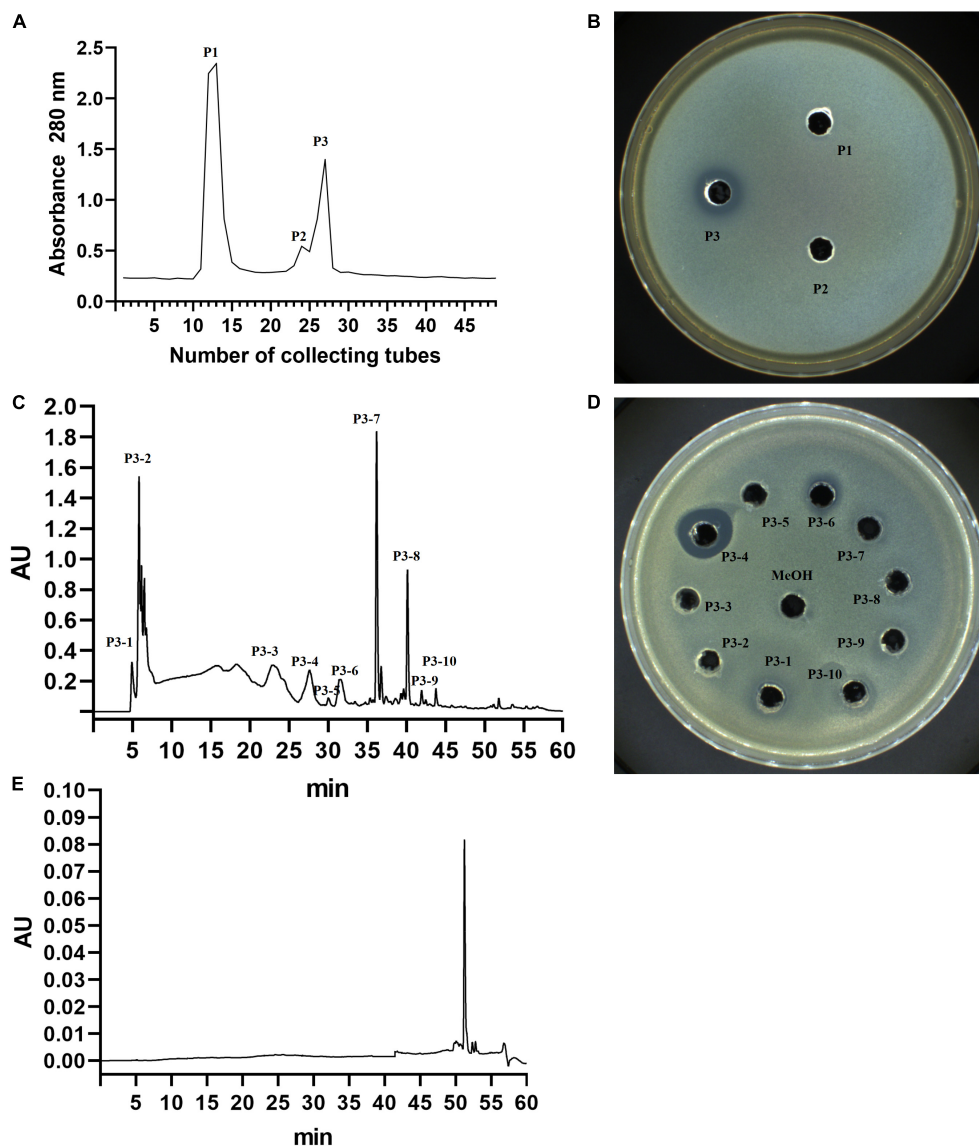 A
B
P1
P3
P2
2.5
2.0
1.5
1.0
0.5
0.0
Absorbance 280 nm
5 10 15 20 25 30 35 40 45
Number of collecting tubes
P1
P3
P2
C
D
P3-7
P3-2
P3-8
P3-1
P3-3
P3-4
P3-5
P3-6
P3-10
P3-9
2.0
1.8
1.6
1.4
1.2
1.0
0.8
0.6
0.4
0.2
AU
5 10 15 20 25 30 35 40 45 50 55 60
min
P3-5
P3-6
P3-4
P3-7
MeOH
P3-3
P3-8
P3-2
P3-9
P3-1
P3-10
E
0.10
0.09
0.08
0.07
0.06
0.05
0.04
0.03
0.02
0.01
0.00
AU
5 10 15 20 25 30 35 40 45 50 55 60
min